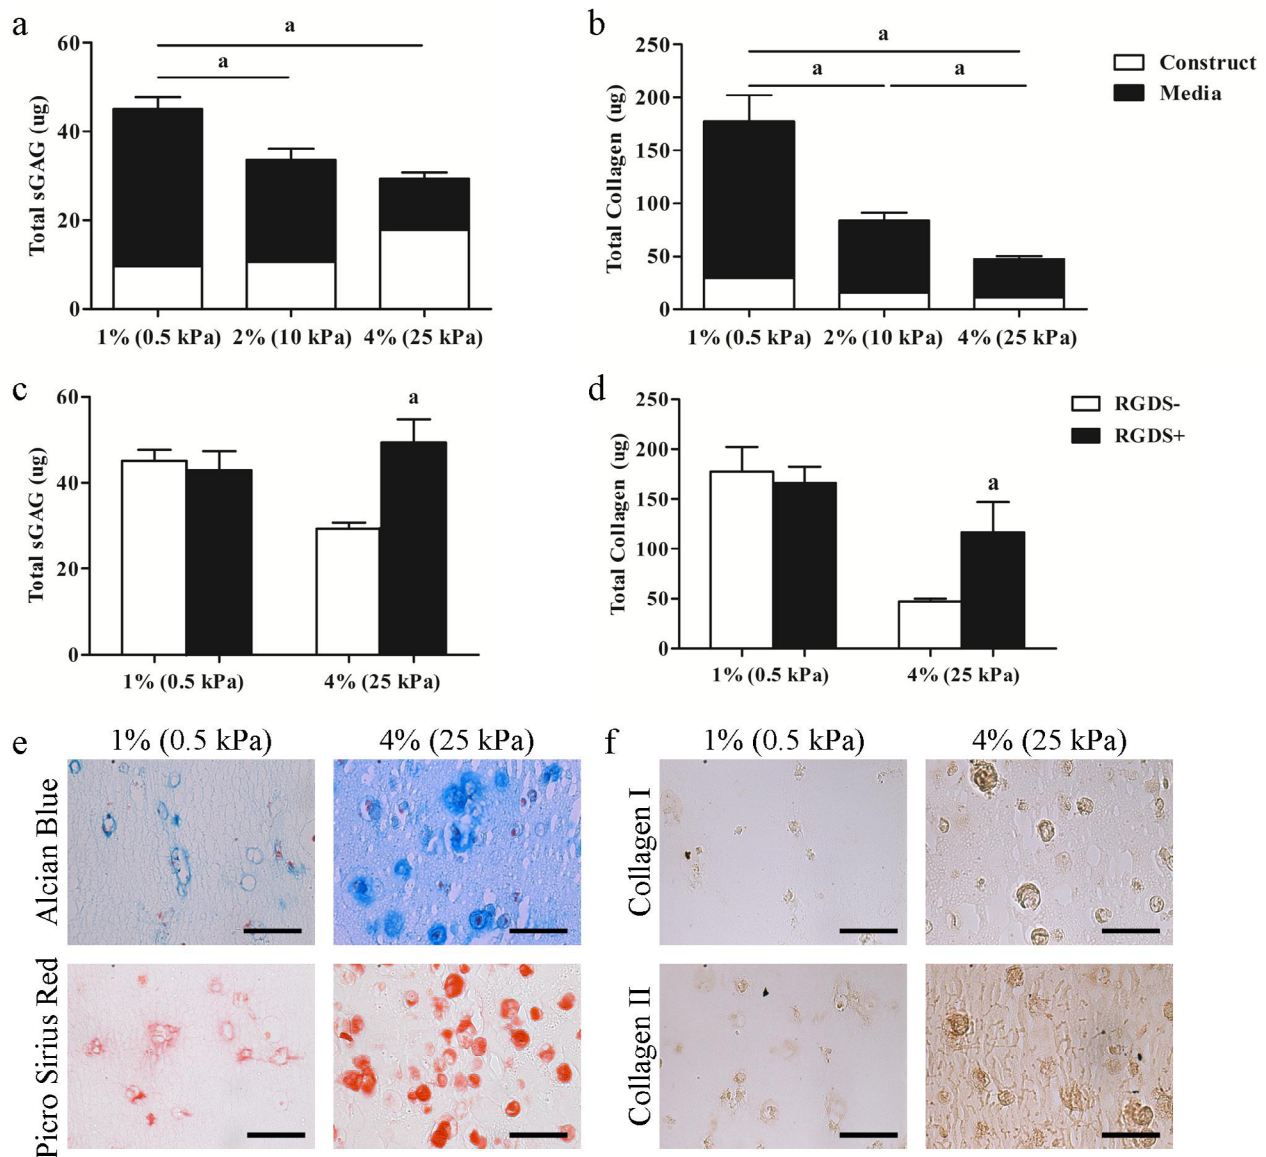 a
60
40
20
0
Total sGAG (ug)
a
a
1% (0.5 kPa) 2% (10 kPa) 4% (25 kPa)
b
250
200
150
100
50
0
Total Collagen (ug)
a
a a
1% (0.5 kPa) 2% (10 kPa) 4% (25 kPa)
Construct
Media
c
60
40
20
0
Total sGAG (ug)
a
1% (0.5 kPa) 4% (25 kPa)
d
250
200
150
100
50
0
Total Collagen (ug)
a
1% (0.5 kPa) 4% (25 kPa)
RGDS-
RGDS+
e
1% (0.5 kPa) 4% (25 kPa)
Alcian Blue
Picro Sirius Red
f
1% (0.5 kPa) 4% (25 kPa)
Collagen I
Collagen II